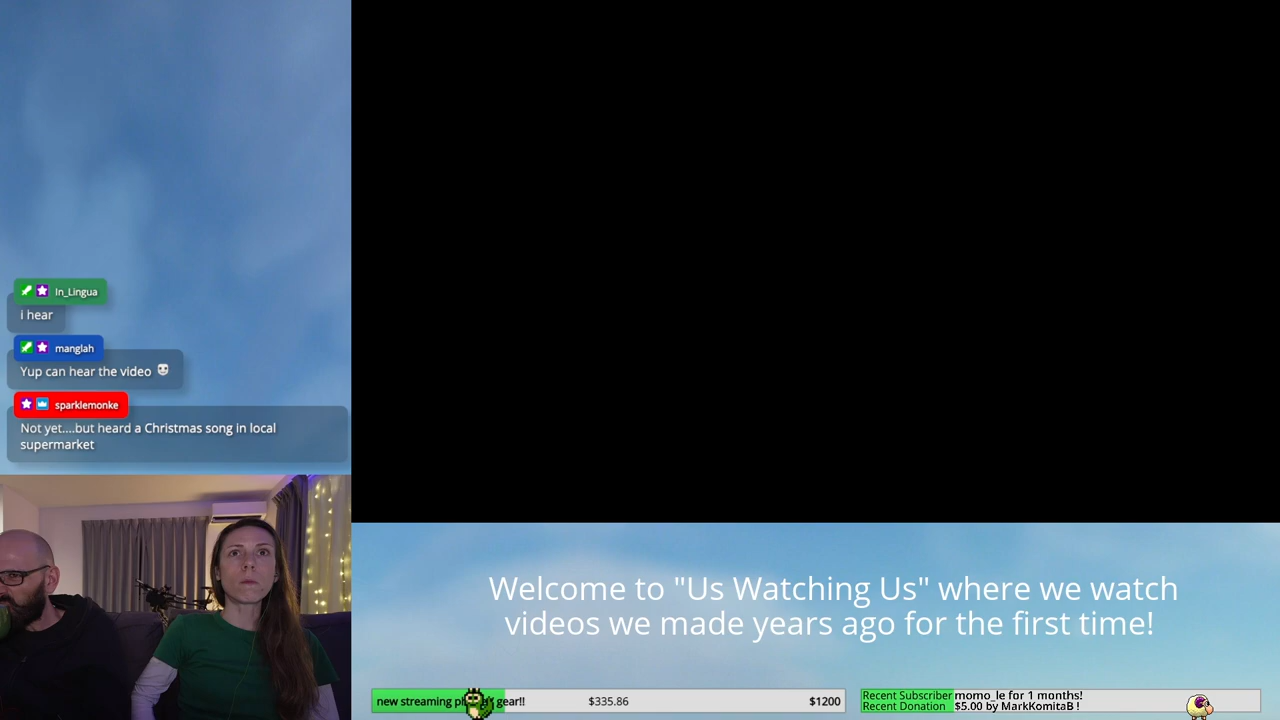 In_Lingua
i hear
manglah
Yup can hear the video
sparklemonke
Not yet....but heard a Christmas song in local
supermarket
Welcome to "Us Watching Us" where we watch
videos we made years ago for the first time!
new streaming gear!! $335.86 $1200
Recent Subscriber momo_le for 1 months!
Recent Donation $5.00 by MarkKomitaB !